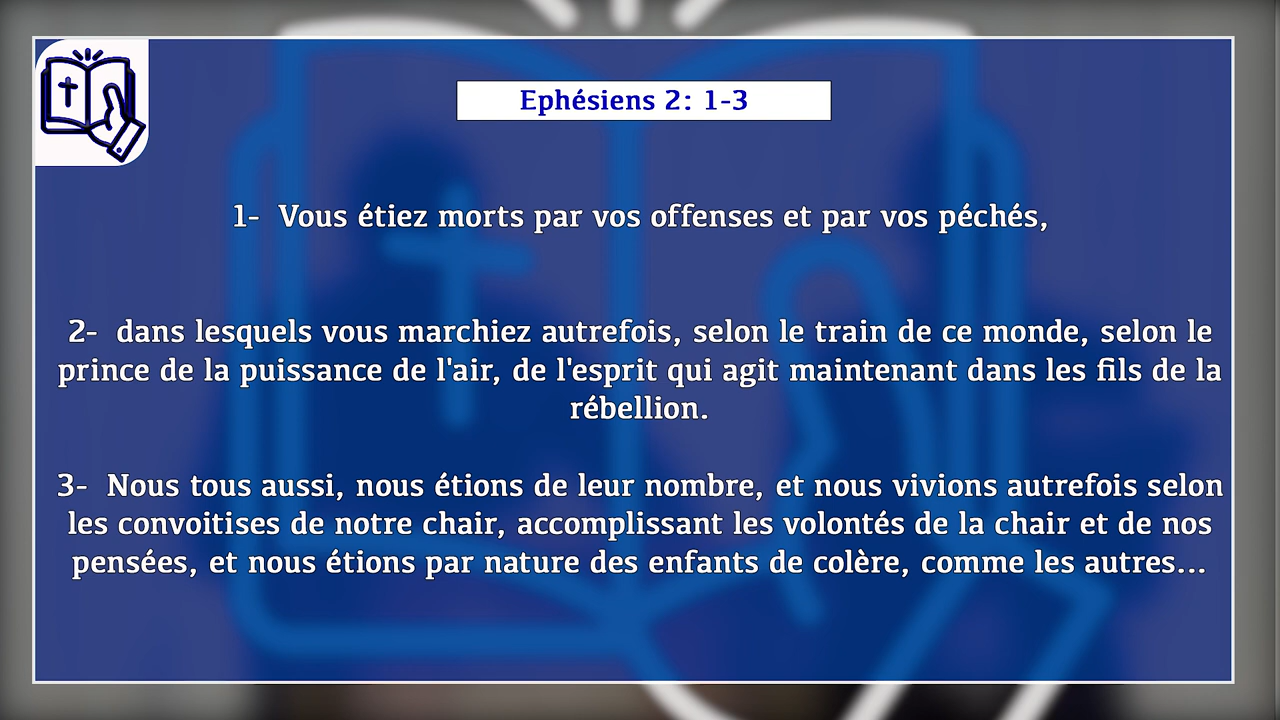 Ephésiens 2: 1-3
1- Vous étiez morts par vos offenses et par vos péchés,
2- dans lesquels vous marchiez autrefois, selon le train de ce monde, selon le
prince de la puissance de l'air, de l'esprit qui agit maintenant dans les fils de la
rébellion.
3- Nous tous aussi, nous étions de leur nombre, et nous vivions autrefois selon
les convoitises de notre chair, accomplissant les volontés de la chair et de nos
pensées, et nous étions par nature des enfants de colère, comme les autres...